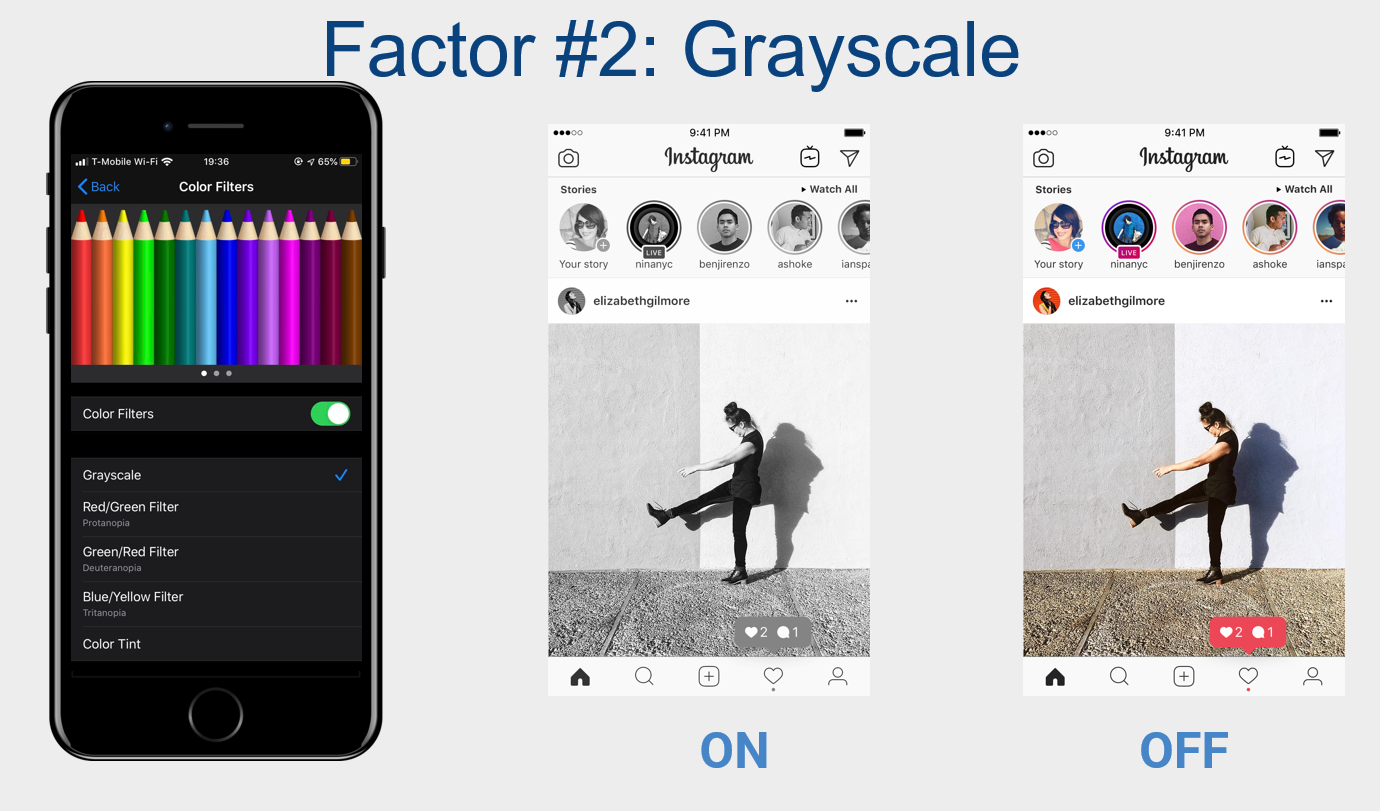 Factor #2: Grayscale
T-Mobile Wi-Fi 19:36 65%
Back Color Filters
Color Filters
Grayscale
Red/Green Filter
Protanopia
Green/Red Filter
Deuteranopia
Blue/Yellow Filter
Tritanopia
Color Tint
9:41 PM
Instagram
Stories Watch All
LIVE
Your story ninanyc benjirenzo ashoke ianspa
elizabethgilmore
2 1
ON
9:41 PM
Instagram
Stories Watch All
LIVE
Your story ninanyc benjirenzo ashoke iansp
elizabethgilmore
2 1
OFF